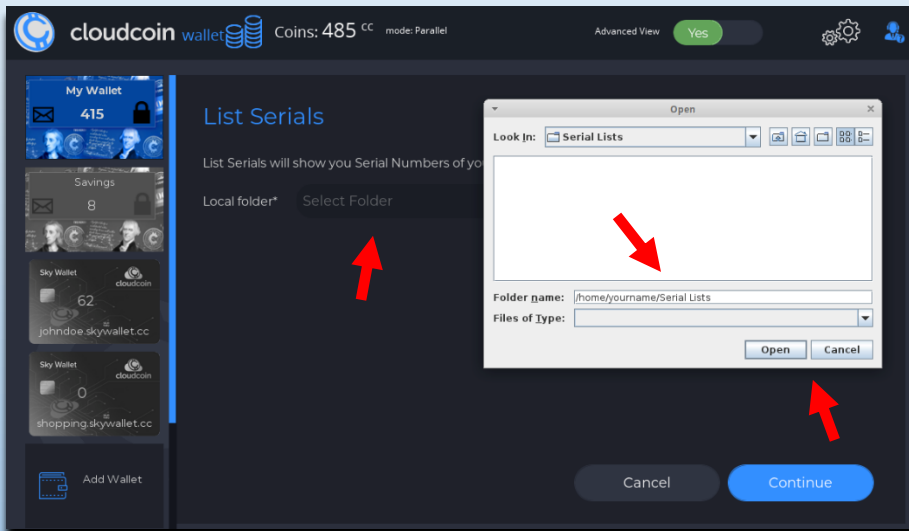 cloudcoin wallet Coins: 485 cc mode: Parallel Advanced View Yes
My Wallet
415
Savings
8
Sky Wallet
cloudcoin
62
johndoe.skywallet.cc
Sky Wallet
cloudcoin
0
shopping.skywallet.cc
Add Wallet
List Serials
List Serials will show you Serial Numbers of yo
Local folder* Select Folder
Open
Look In: Serial Lists
Folder name: /home/yourname/Serial Lists
Files of Type:
Open Cancel
Cancel Continue